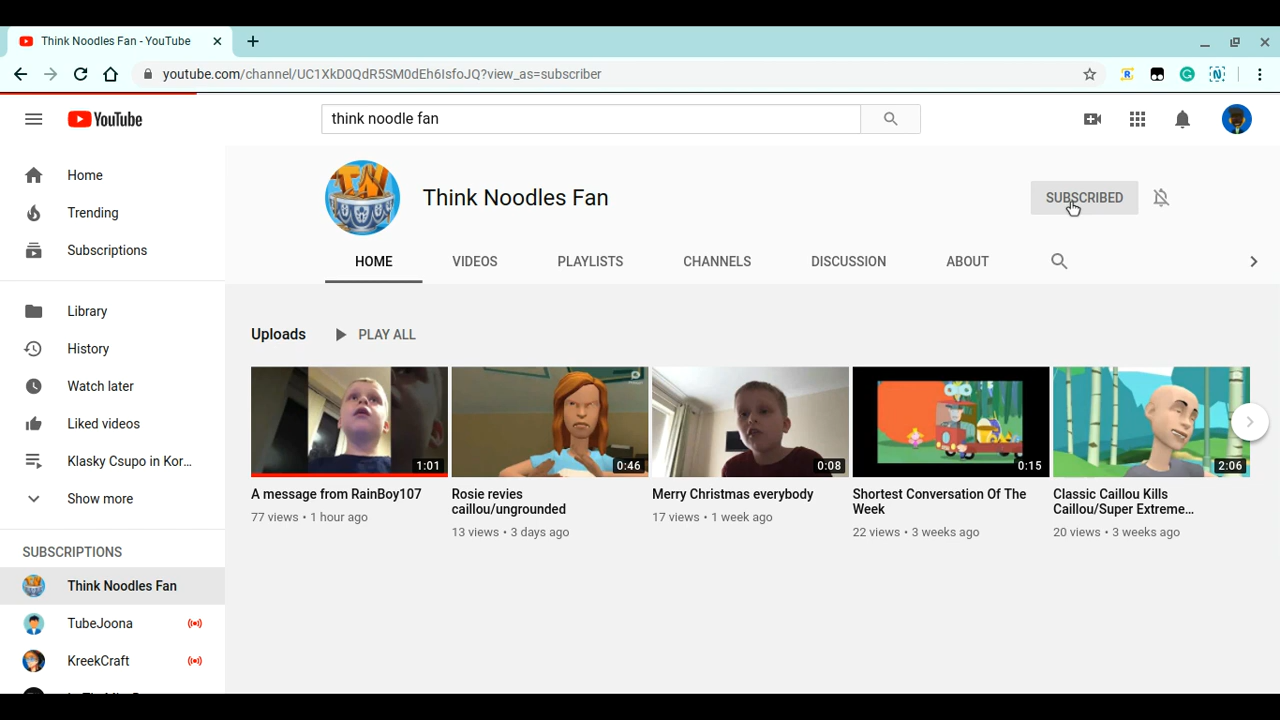 Think Noodles Fan - YouTube
youtube.com/channel/UC1XkD0QdR5SM0dEh6IsfoJQ?view_as=subscriber
YouTube
think noodle fan
Home
Trending
Subscriptions
Library
History
Watch later
Liked videos
Klasky Csupo in Kor...
Show more
SUBSCRIPTIONS
Think Noodles Fan
TubeJoona
KreekCraft
Think Noodles Fan
SUBSCRIBED
HOME VIDEOS PLAYLISTS CHANNELS DISCUSSION ABOUT
Uploads PLAY ALL
1:01
A message from RainBoy107
77 views • 1 hour ago
0:46
Rosie revies
caillou/ungrounded
13 views • 3 days ago
0:08
Merry Christmas everybody
17 views • 1 week ago
0:15
Shortest Conversation Of The
Week
22 views • 3 weeks ago
2:06
Classic Caillou Kills
Caillou/Super Extreme...
20 views • 3 weeks ago